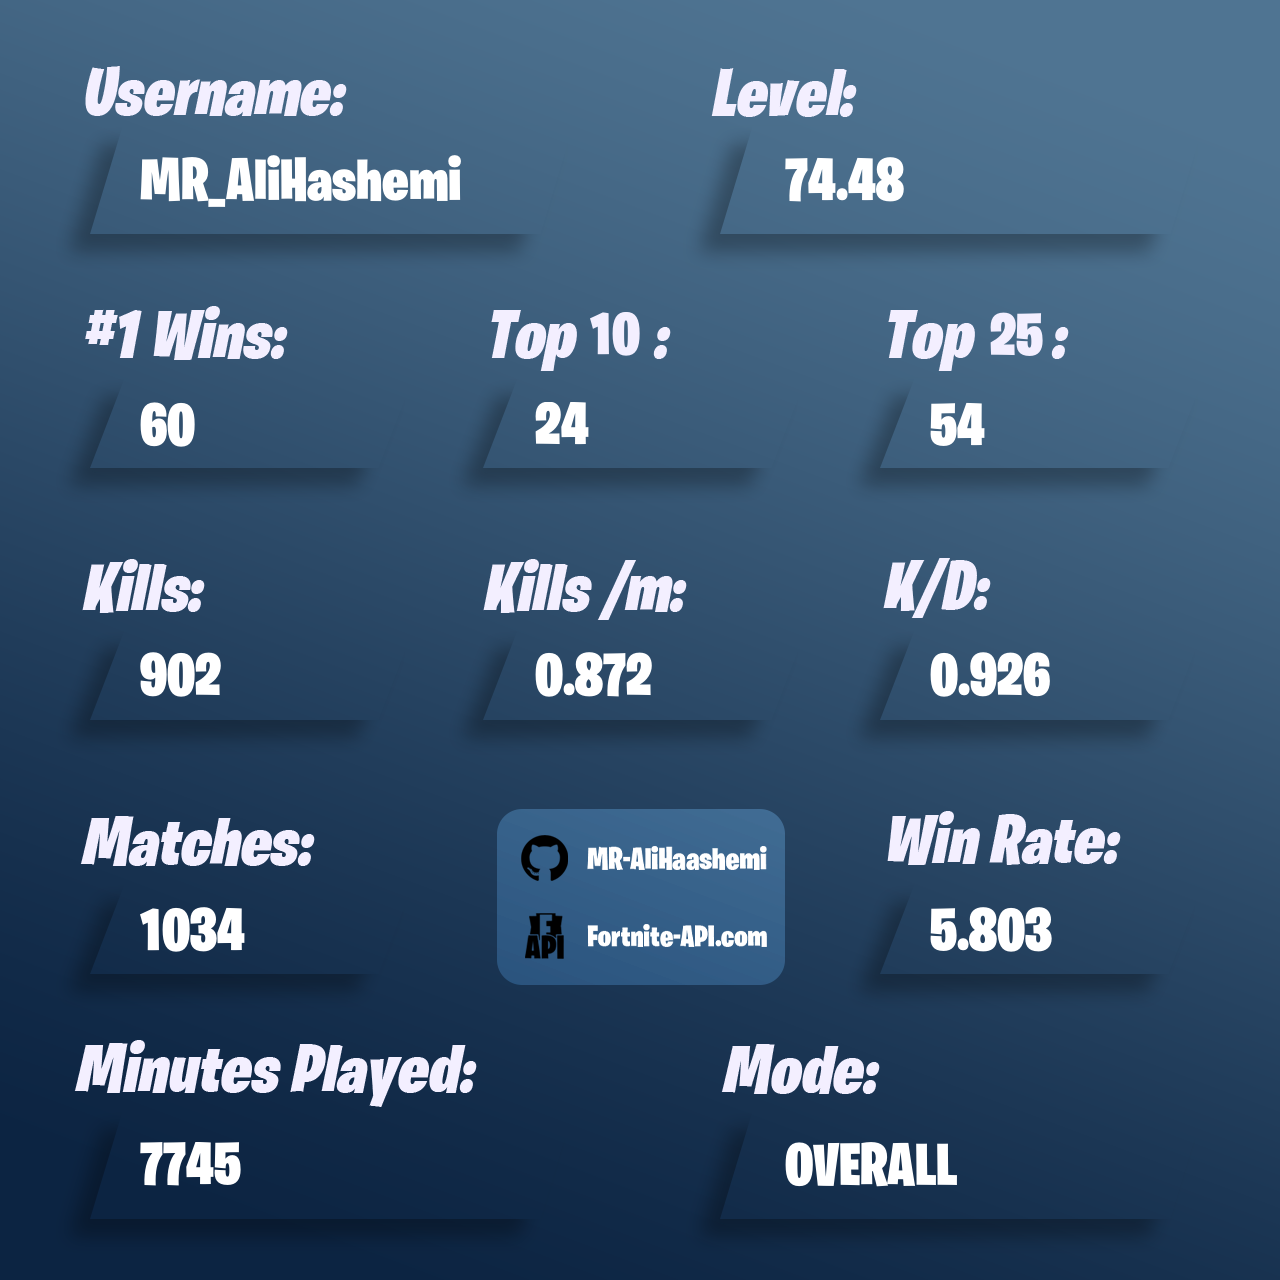 Username:
Level:
MR_AliHashemi
74.48
#1 Wins:
Top 10 :
Top 25 :
60
24
54
Kills:
Kills /m:
K/D:
902
0.872
0.926
Matches:
Win Rate:
MR-AliHaashemi
1034
F
API
Fortnite-API.com
5.803
Minutes Played:
Mode:
7745
OVERALL